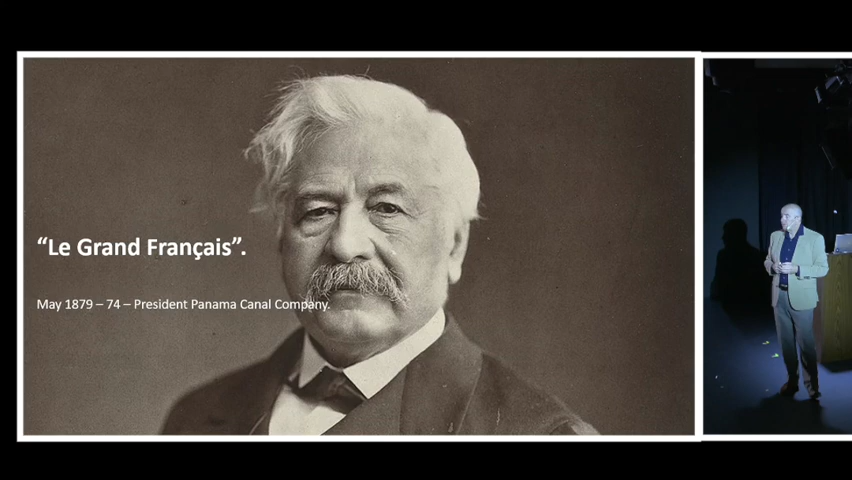 “Le Grand Français”.
May 1879 – 74 – President Panama Canal Company.